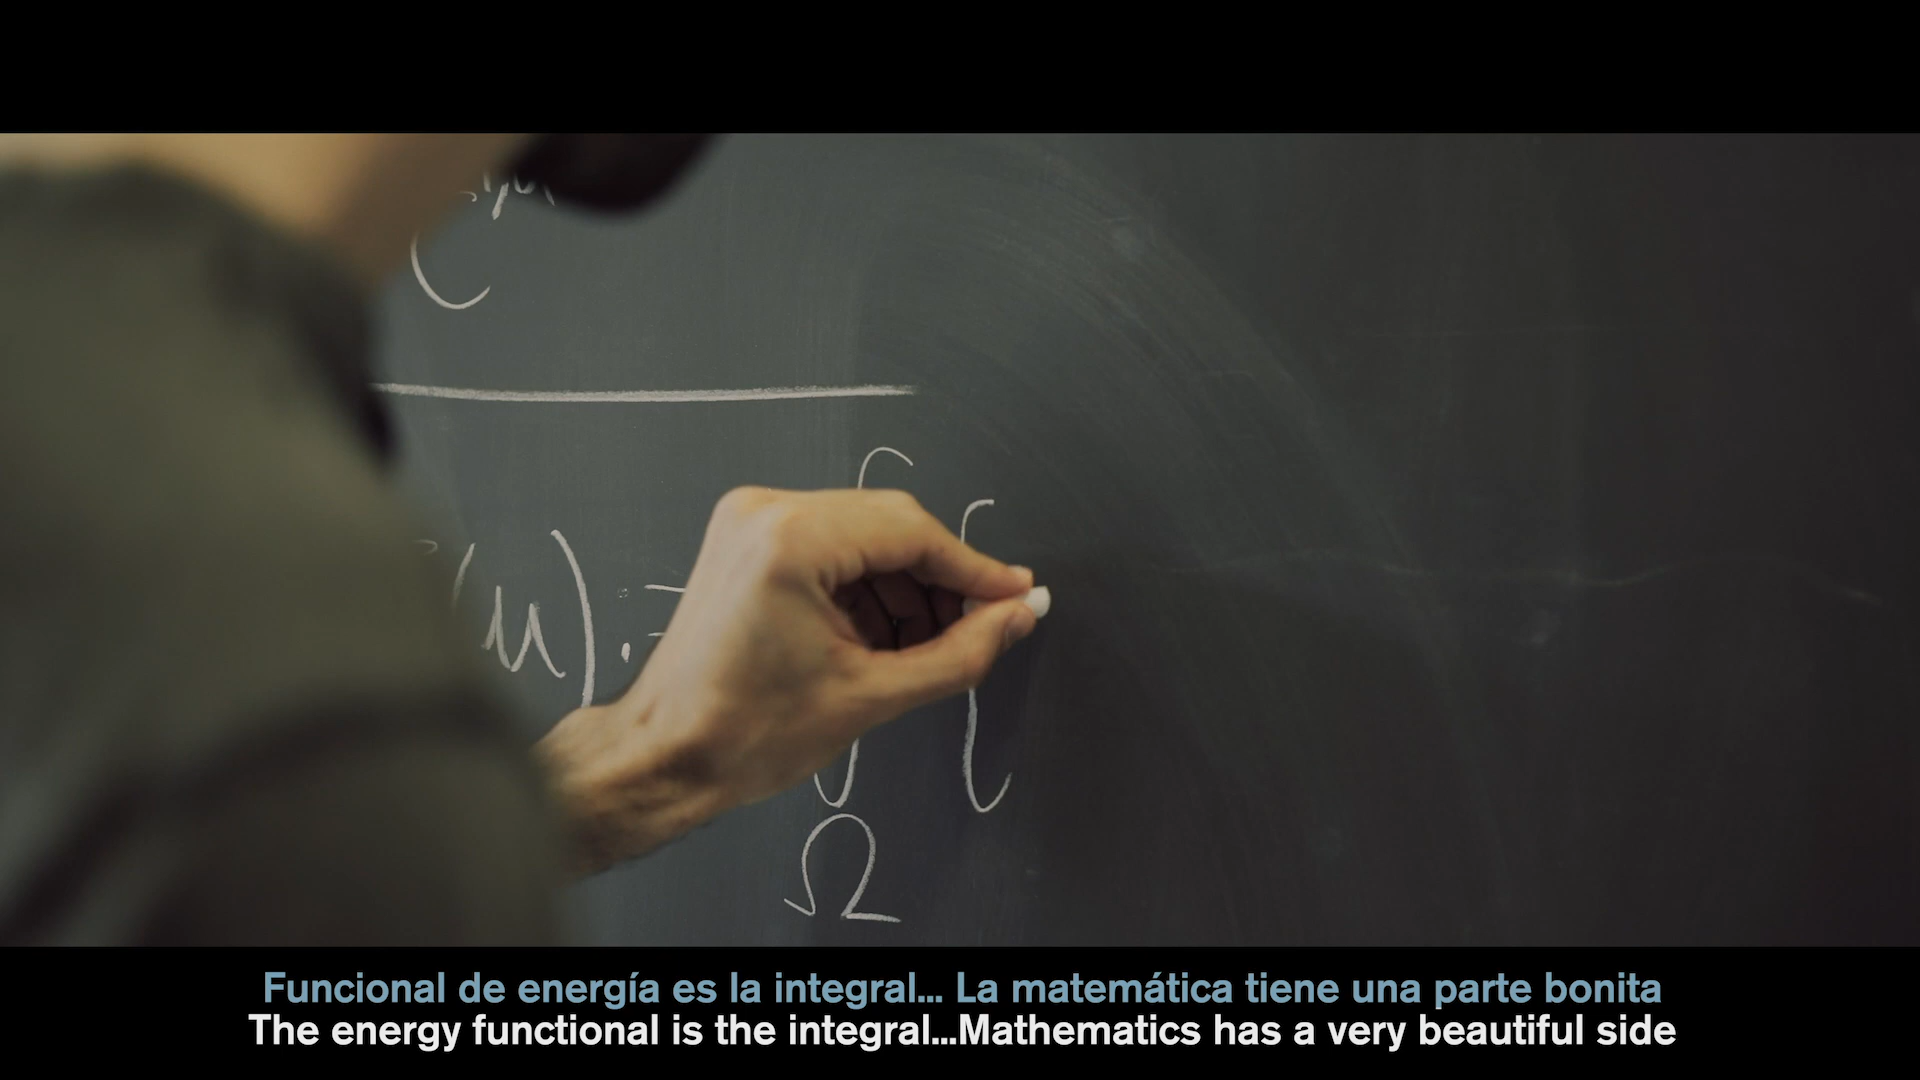 (u) :=
Ω
Funcional de energía es la integral... La matemática tiene una parte bonita
The energy functional is the integral...Mathematics has a very beautiful side